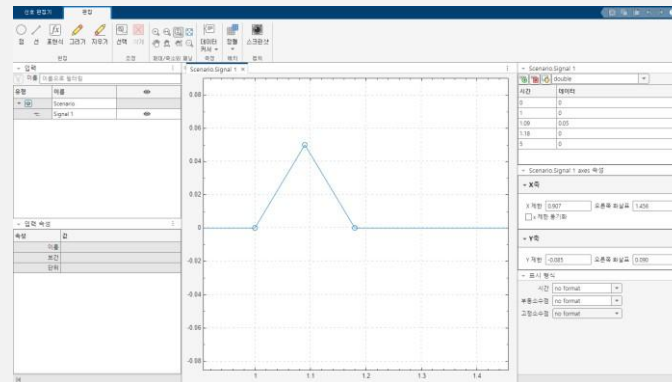 신호 편집기 편집
점 선 표현식 그리기 지우기 선택 삭제 데이터 커서 정렬 스크린샷
편집 조정 확대/축소와 패닝 측정 배치 캡처
입력
이름 이름으로 필터링
유형 이름
Scenario
Signal 1
입력 속성
속성 값
이름
보간
단위
Scenario.Signal 1 ×
0.08
0.06
0.04
0.02
0
-0.02
-0.04
-0.06
-0.08
1 1.1 1.2 1.3 1.4
Scenario.Signal 1
double
시간 데이터
0 0
1 0
1.09 0.05
1.18 0
5 0
Scenario.Signal 1 axes 속성
X축
X 제한 0.907 오른쪽 화살표 1.458
x 제한 동기화
Y축
Y 제한 -0.085 오른쪽 화살표 0.090
표시 형식
시간 no format
부동소수점 no format
고정소수점 no format